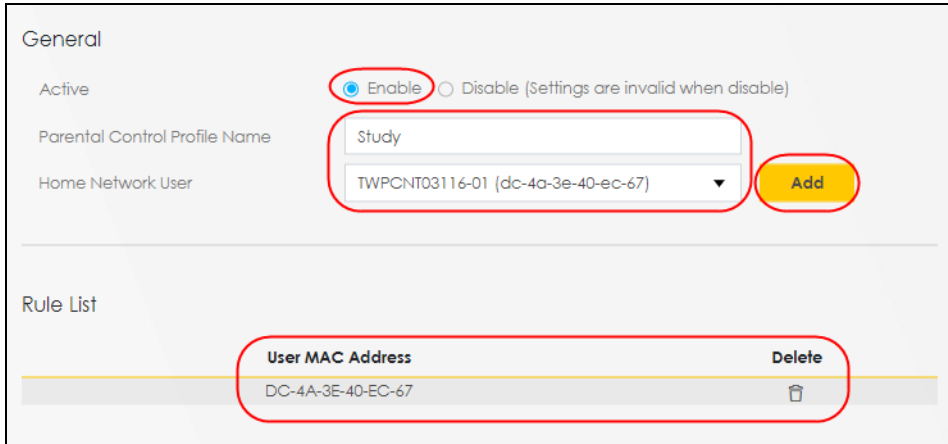 General
Active Enable Disable (Settings are invalid when disable)
Parental Control Profile Name Study
Home Network User TWPCNT03116-01 (dc-4a-3e-40-ec-67) Add
Rule List
User MAC Address Delete
DC-4A-3E-40-EC-67